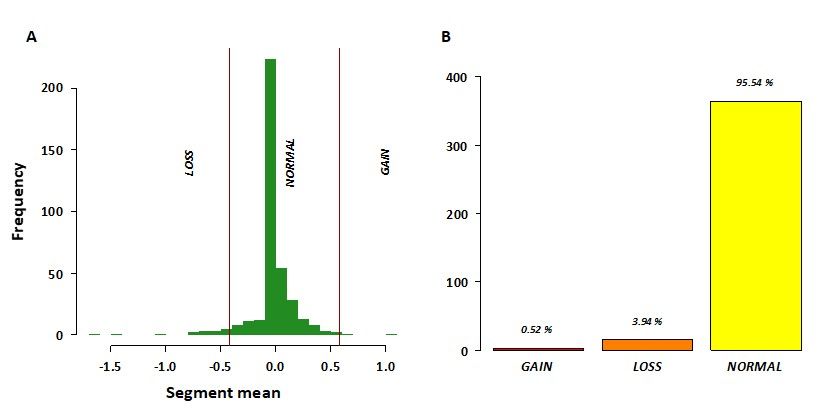 A
B
Frequency
200
150
100
50
0
LOSS
NORMAL
GAIN
-1.5 -1.0 -0.5 0.0 0.5 1.0
Segment mean
400
300
200
100
0
0.52 %
3.94 %
95.54 %
GAIN LOSS NORMAL